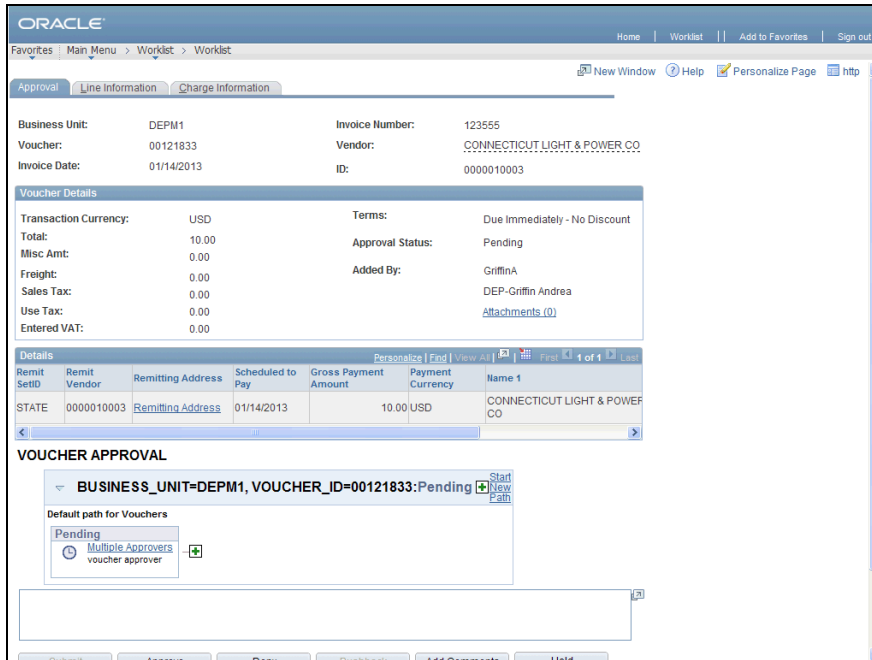 ORACLE
Home | Worklist | | Add to Favorites | Sign out
Favorites | Main Menu > Worklist > Worklist
New Window Help Personalize Page http
Approval Line Information Charge Information
Business Unit: DEPM1 Invoice Number: 123555
Voucher: 00121833 Vendor: CONNECTICUT LIGHT & POWER CO
Invoice Date: 01/14/2013 ID: 0000010003
Voucher Details
Transaction Currency: USD Terms: Due Immediately - No Discount
Total: 10.00 Approval Status: Pending
Misc Amt: 0.00
Freight: 0.00 Added By: GriffinA
Sales Tax: 0.00 DEP-Griffin Andrea
Use Tax: 0.00 Attachments (0)
Entered VAT: 0.00
Details Personalize | Find | View All | | First 1 of 1 Last
Remit SetID Remit Vendor Remitting Address Scheduled to Pay Gross Payment Amount Payment Currency Name 1
STATE 0000010003 Remitting Address 01/14/2013 10.00 USD CONNECTICUT LIGHT & POWER CO
VOUCHER APPROVAL
BUSINESS_UNIT=DEPM1, VOUCHER_ID=00121833:Pending Start New Path
Default path for Vouchers
Pending
Multiple Approvers
voucher approver
Submit Approve Deny Pushback Add Comments Hold